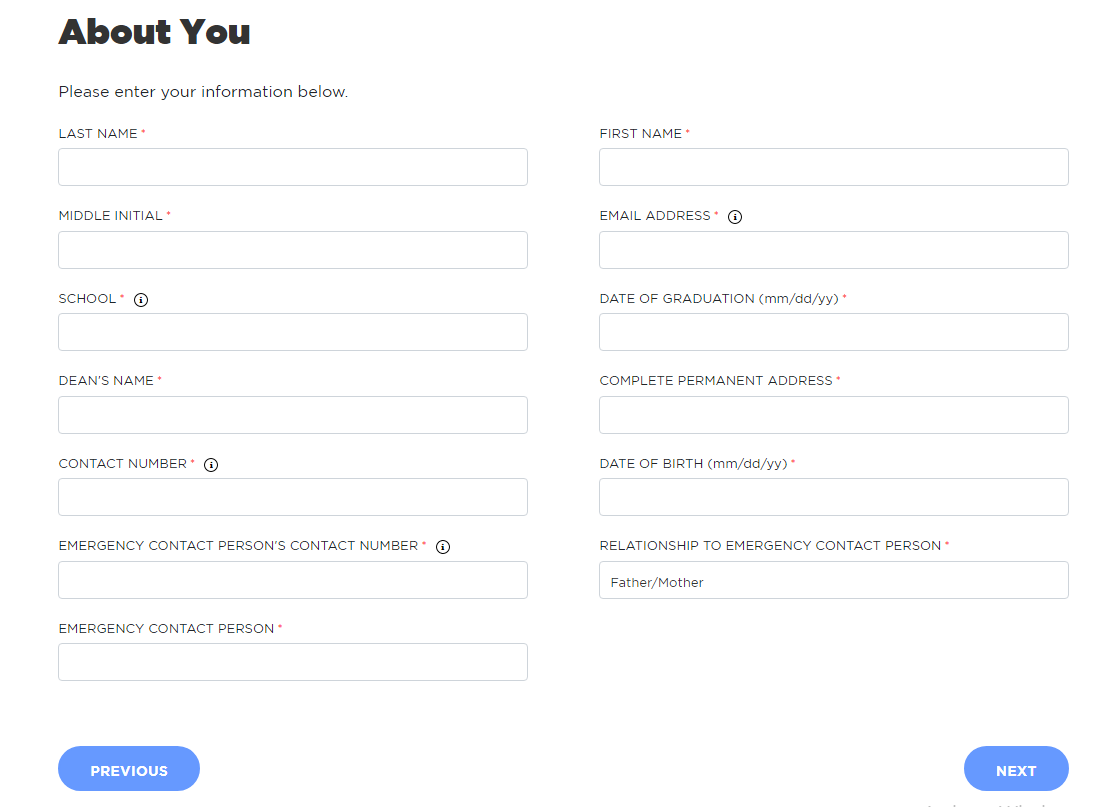 About You
Please enter your information below.
LAST NAME *
FIRST NAME *
MIDDLE INITIAL *
EMAIL ADDRESS *
SCHOOL *
DATE OF GRADUATION (mm/dd/yy) *
DEAN'S NAME *
COMPLETE PERMANENT ADDRESS *
CONTACT NUMBER *
DATE OF BIRTH (mm/dd/yy) *
EMERGENCY CONTACT PERSON'S CONTACT NUMBER *
RELATIONSHIP TO EMERGENCY CONTACT PERSON *
Father/Mother
EMERGENCY CONTACT PERSON *
PREVIOUS
NEXT